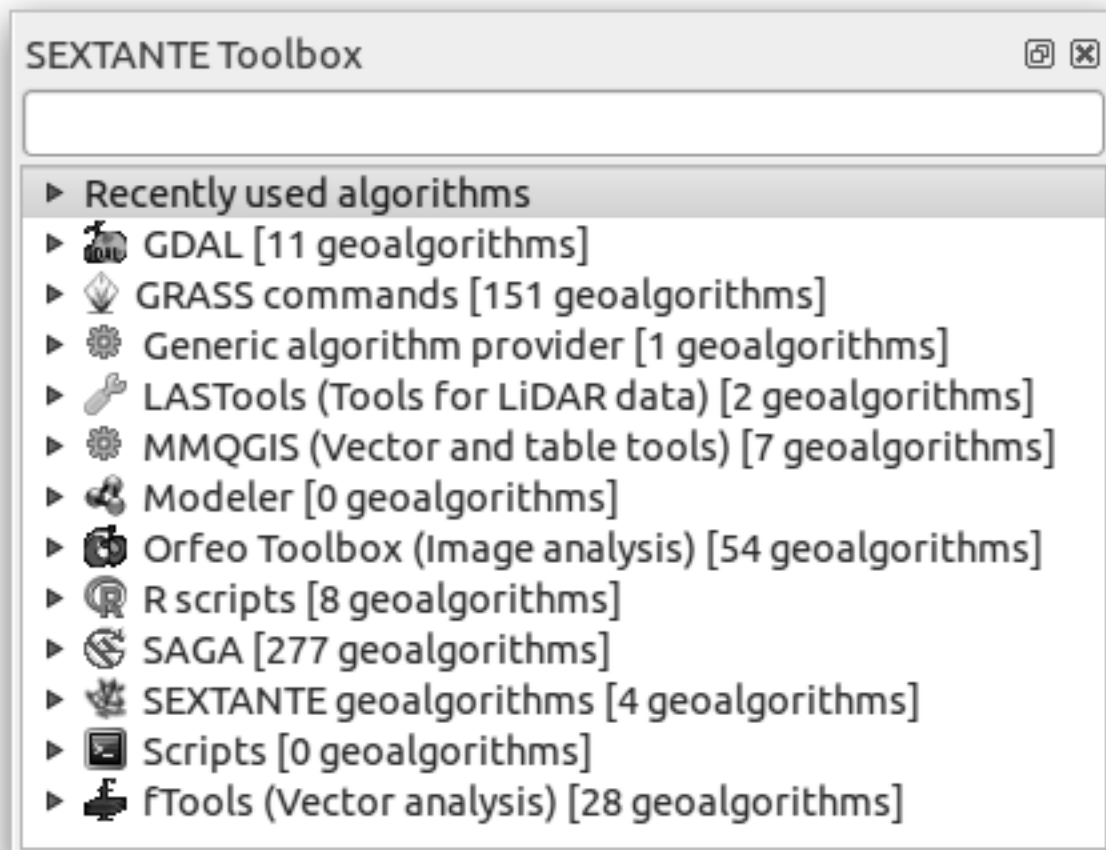 SEXTANTE Toolbox
Recently used algorithms
GDAL [11 geoalgorithms]
GRASS commands [151 geoalgorithms]
Generic algorithm provider [1 geoalgorithms]
LASTools (Tools for LiDAR data) [2 geoalgorithms]
MMQGIS (Vector and table tools) [7 geoalgorithms]
Modeler [0 geoalgorithms]
Orfeo Toolbox (Image analysis) [54 geoalgorithms]
R scripts [8 geoalgorithms]
SAGA [277 geoalgorithms]
SEXTANTE geoalgorithms [4 geoalgorithms]
Scripts [0 geoalgorithms]
fTools (Vector analysis) [28 geoalgorithms]